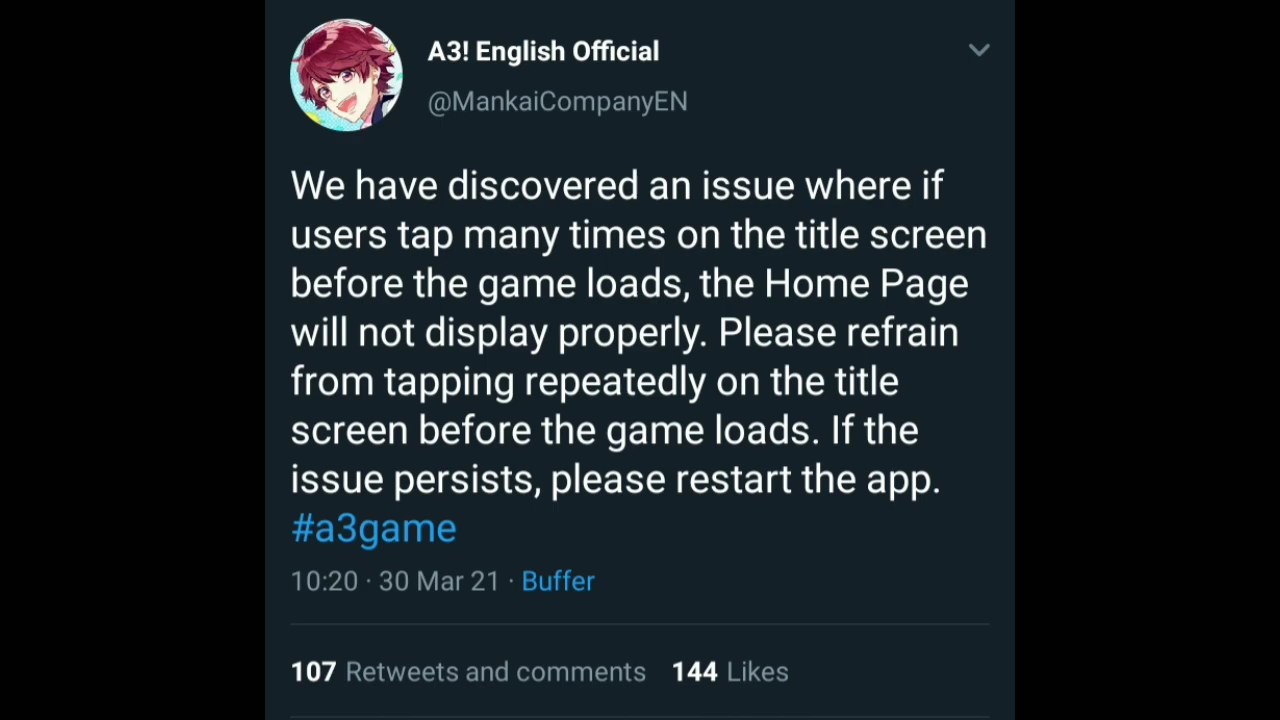 A3! English Official
@MankaiCompanyEN
We have discovered an issue where if
users tap many times on the title screen
before the game loads, the Home Page
will not display properly. Please refrain
from tapping repeatedly on the title
screen before the game loads. If the
issue persists, please restart the app.
#a3game
10:20 · 30 Mar 21 · Buffer
107 Retweets and comments 144 Likes